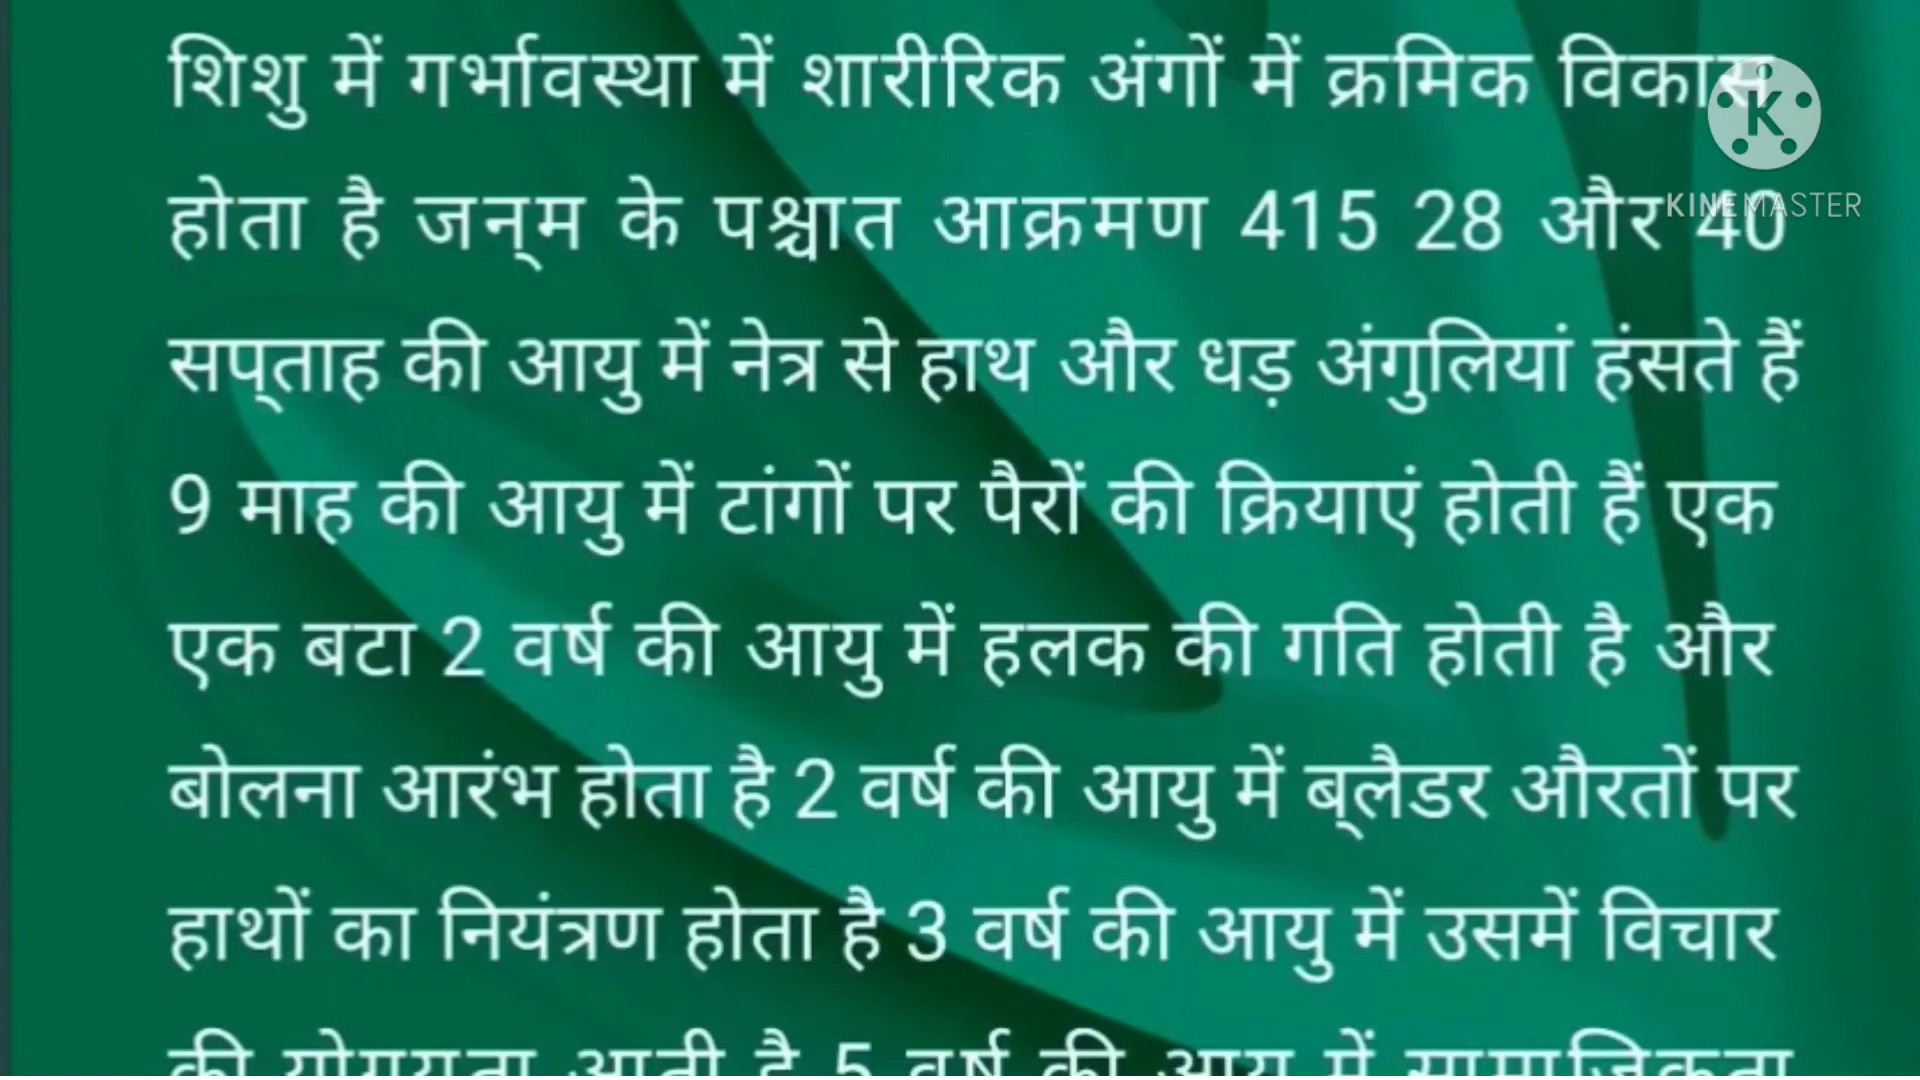 शिशु में गर्भावस्था में शारीरिक अंगों में क्रमिक विकास
होता है जन्म के पश्चात आक्रमण 415 28 और 40
सप्ताह की आयु में नेत्र से हाथ और धड़ अंगुलियां हंसते हैं
9 माह की आयु में टांगों पर पैरों की क्रियाएं होती हैं एक
एक बटा 2 वर्ष की आयु में हलक की गति होती है और
बोलना आरंभ होता है 2 वर्ष की आयु में ब्लैडर औरतों पर
हाथों का नियंत्रण होता है 3 वर्ष की आयु में उसमें विचार
की योग्यता आती है 5 वर्ष की आयु में सामाजिकता
K
KINEMASTER